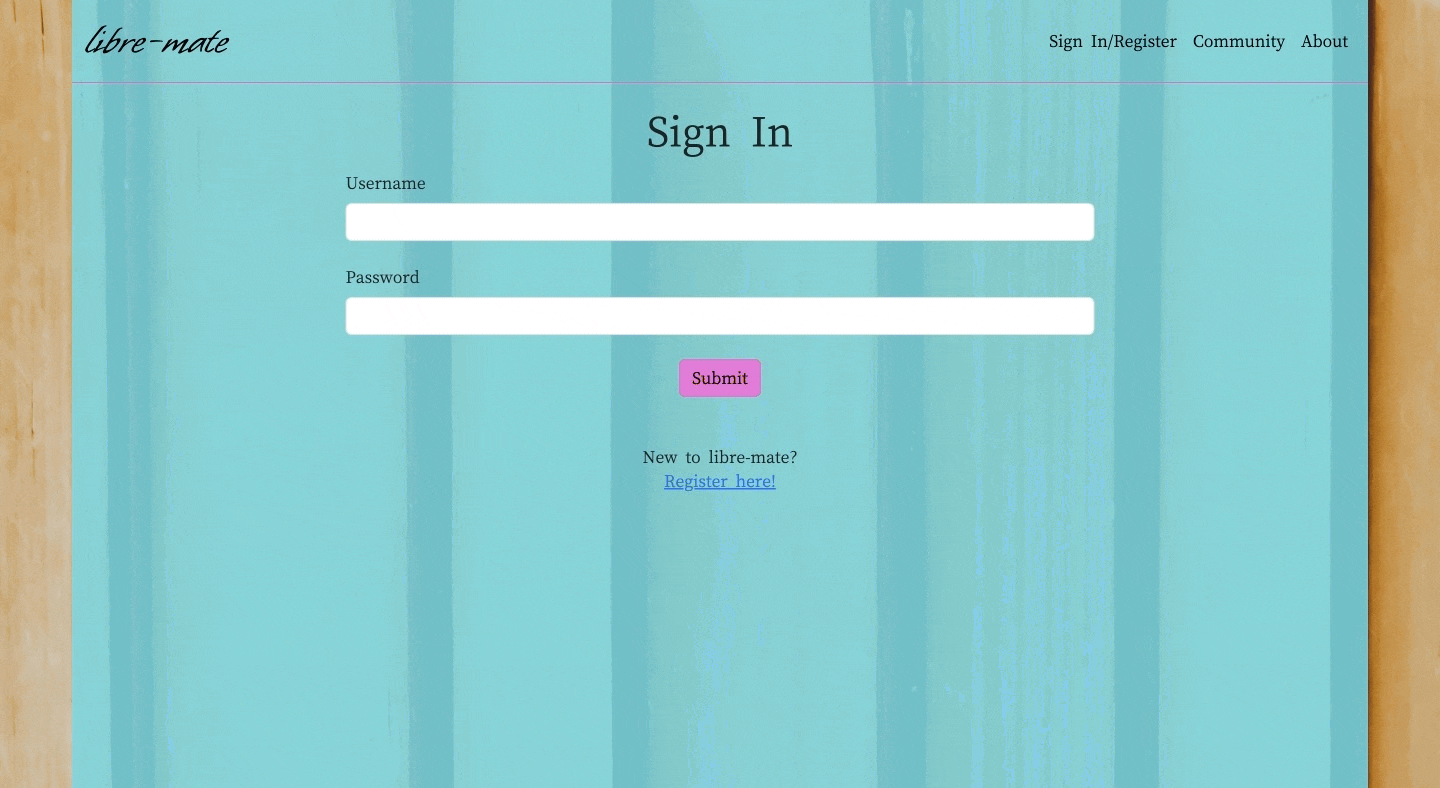 libre-mate
Sign In/Register Community About
Sign In
Username
Password
Submit
New to libre-mate?
Register here!